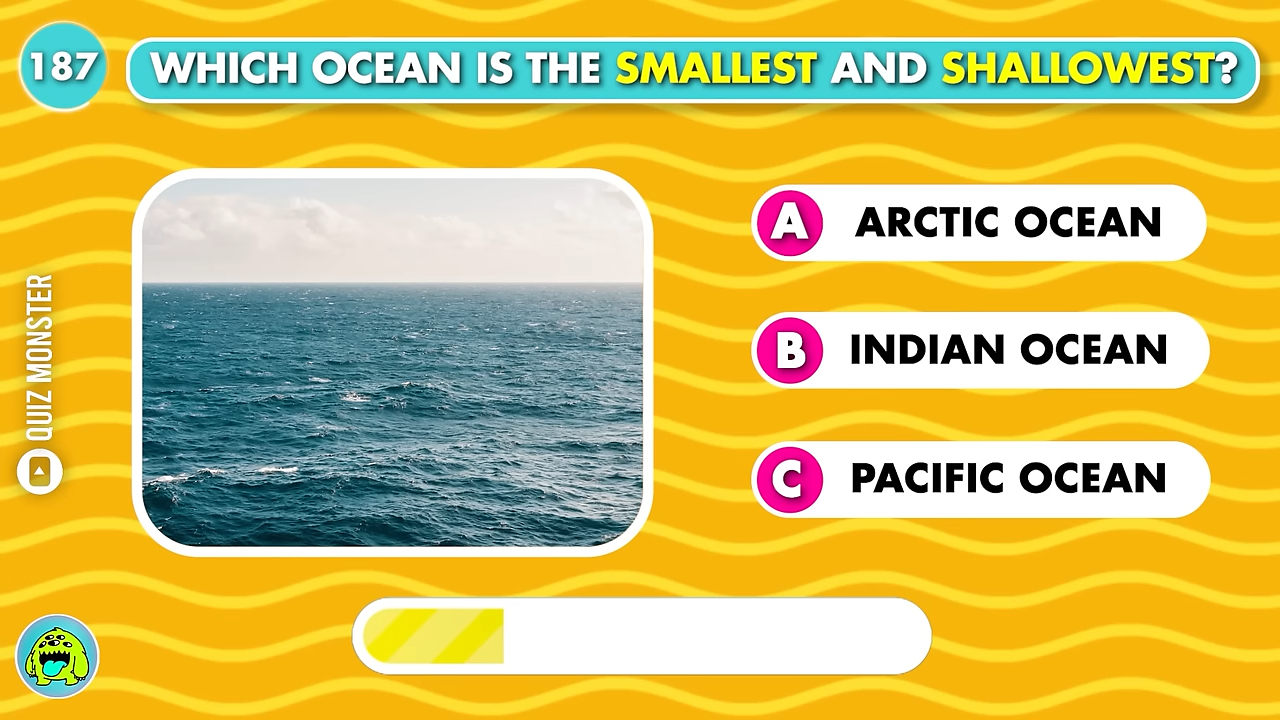 187
WHICH OCEAN IS THE SMALLEST AND SHALLOWEST?
A ARCTIC OCEAN
B INDIAN OCEAN
C PACIFIC OCEAN
QUIZ MONSTER